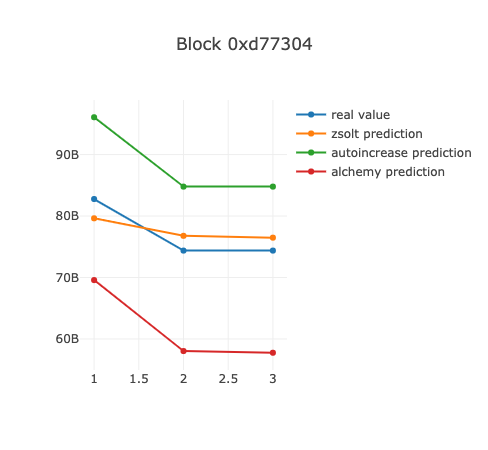 Block 0xd77304
real value
zsolt prediction
autoincrease prediction
alchemy prediction
90B
80B
70B
60B
1 1.5 2 2.5 3